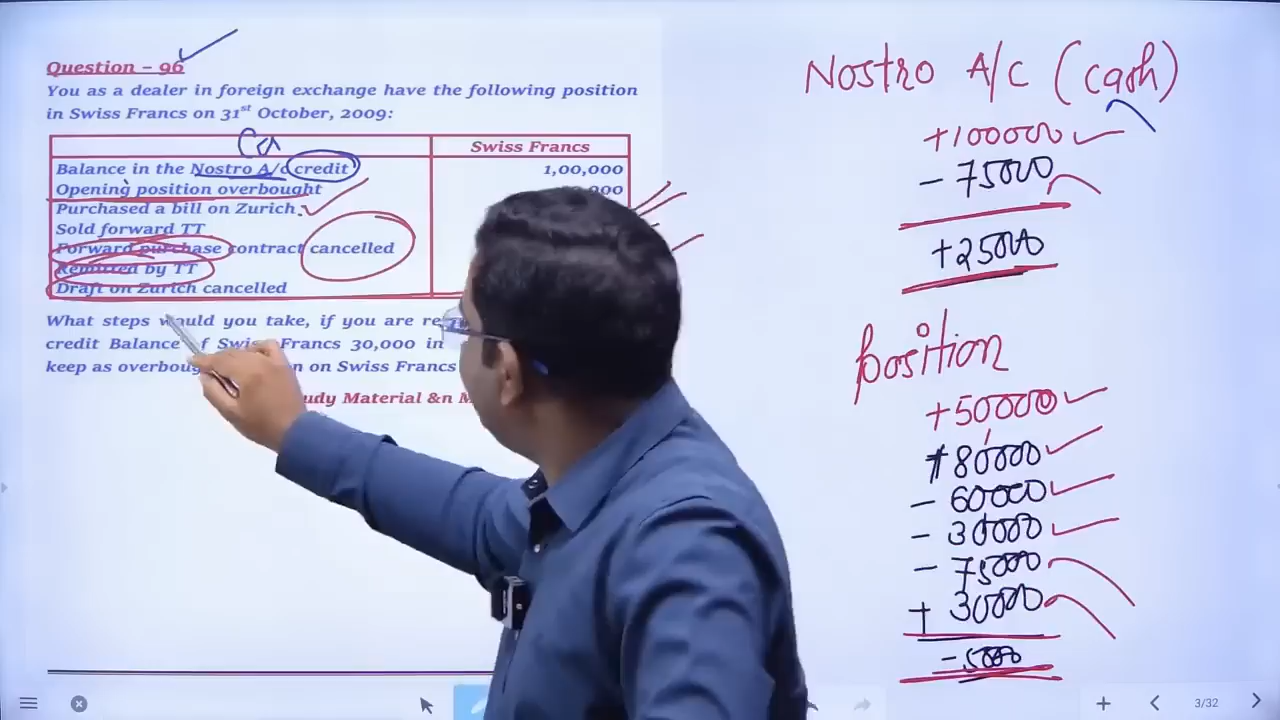 Question – 96
You as a dealer in foreign exchange have the following position
in Swiss Francs on 31st October, 2009:
Swiss Francs
Balance in the Nostro A/c credit 1,00,000
Opening position overbought
Purchased a bill on Zurich.
Sold forward TT
Forward purchase contract cancelled
Remitted by TT
Draft on Zurich cancelled
What steps would you take, if you are
credit Balance of Swiss Francs 30,000 in
keep as on Swiss Francs
Study Material &n
Nostro A/C (cash)
+100000
- 75000
+25000
position
+50000
+80000
- 60000
- 30000
- 75000
+ 30000
-5000
3/32